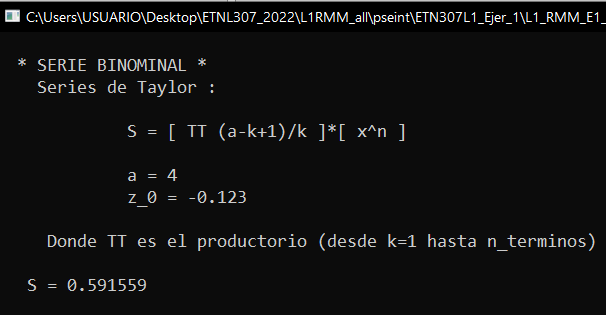 C:\Users\USUARIO\Desktop\ETNL307_2022\L1RMM_all\pseint\ETN307L1_Ejer_1\L1_RMM_E1_
* SERIE BINOMINAL *
Series de Taylor :
S = [ TT (a-k+1)/k ]*[ x^n ]
a = 4
z_0 = -0.123
Donde TT es el productorio (desde k=1 hasta n_terminos)
S = 0.591559